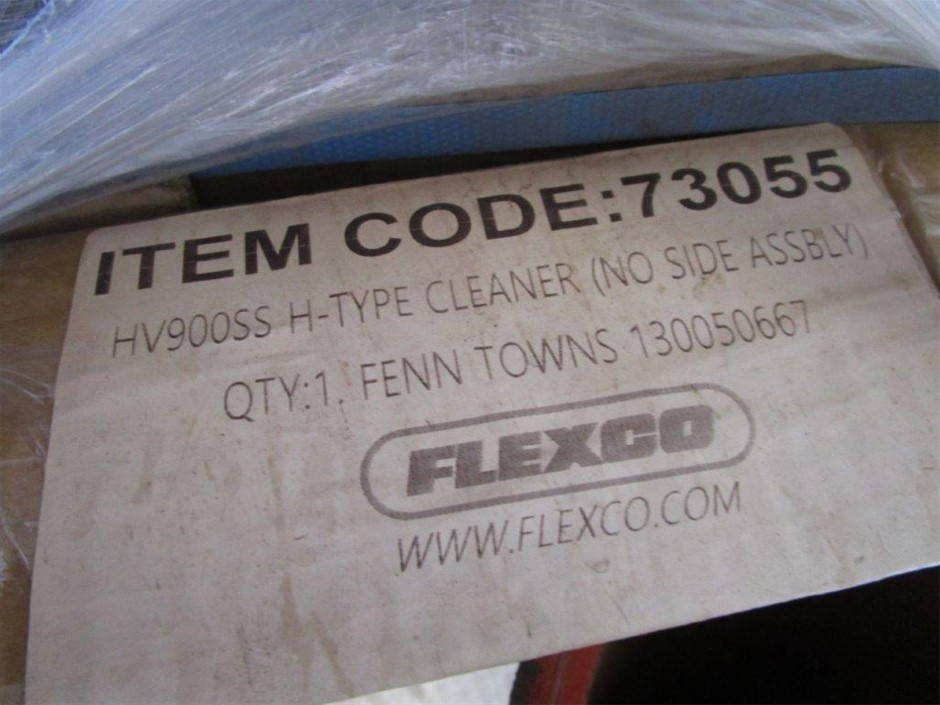 ITEM CODE:73055
HV900SS H-TYPE CLEANER (NO SIDE ASSBLY)
QTY:1. FENN TOWNS 130050667
FLEXCO
WWW.FLEXCO.COM